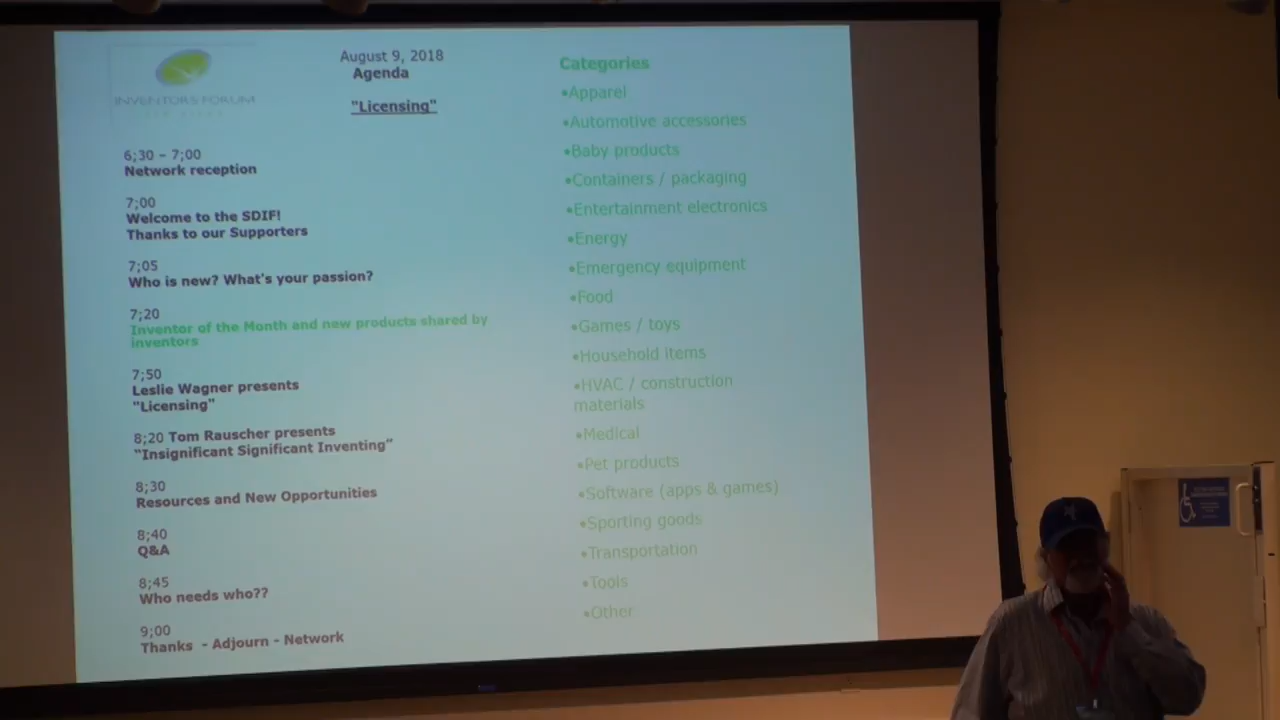 INVENTORS FORUM
August 9, 2018
Agenda
"Licensing"
6;30 – 7;00
Network reception
7;00
Welcome to the SDIF!
Thanks to our Supporters
7;05
Who is new? What's your passion?
7;20
Inventor of the Month and new products shared by
inventors
7;50
Leslie Wagner presents
"Licensing"
8;20 Tom Rauscher presents
“Insignificant Significant Inventing”
8;30
Resources and New Opportunities
8;40
Q&A
8;45
Who needs who??
9;00
Thanks - Adjourn - Network
Categories
•Apparel
•Automotive accessories
•Baby products
•Containers / packaging
•Entertainment electronics
•Energy
•Emergency equipment
•Food
•Games / toys
•Household items
•HVAC / construction
materials
•Medical
•Pet products
•Software (apps & games)
•Sporting goods
•Transportation
•Tools
•Other